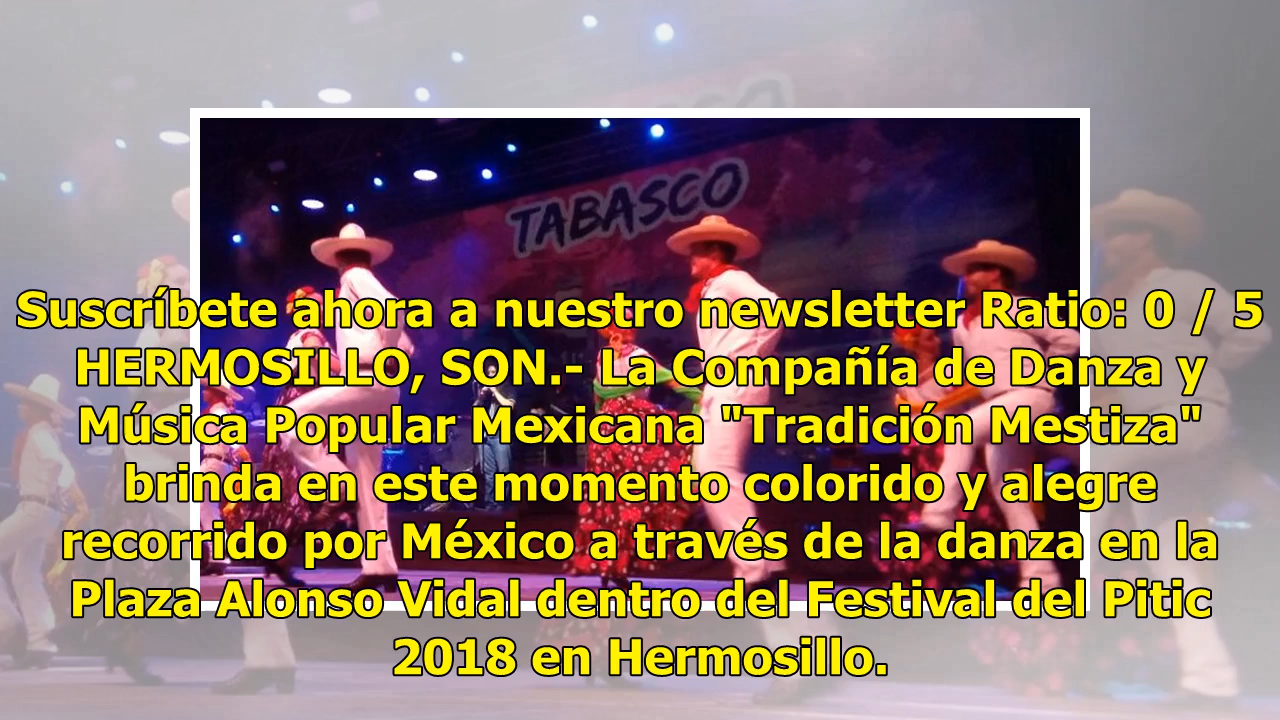 TABASCO
Suscríbete ahora a nuestro newsletter Ratio: 0 / 5
HERMOSILLO, SON.- La Compañía de Danza y
Música Popular Mexicana "Tradición Mestiza"
brinda en este momento colorido y alegre
recorrido por México a través de la danza en la
Plaza Alonso Vidal dentro del Festival del Pitic
2018 en Hermosillo.